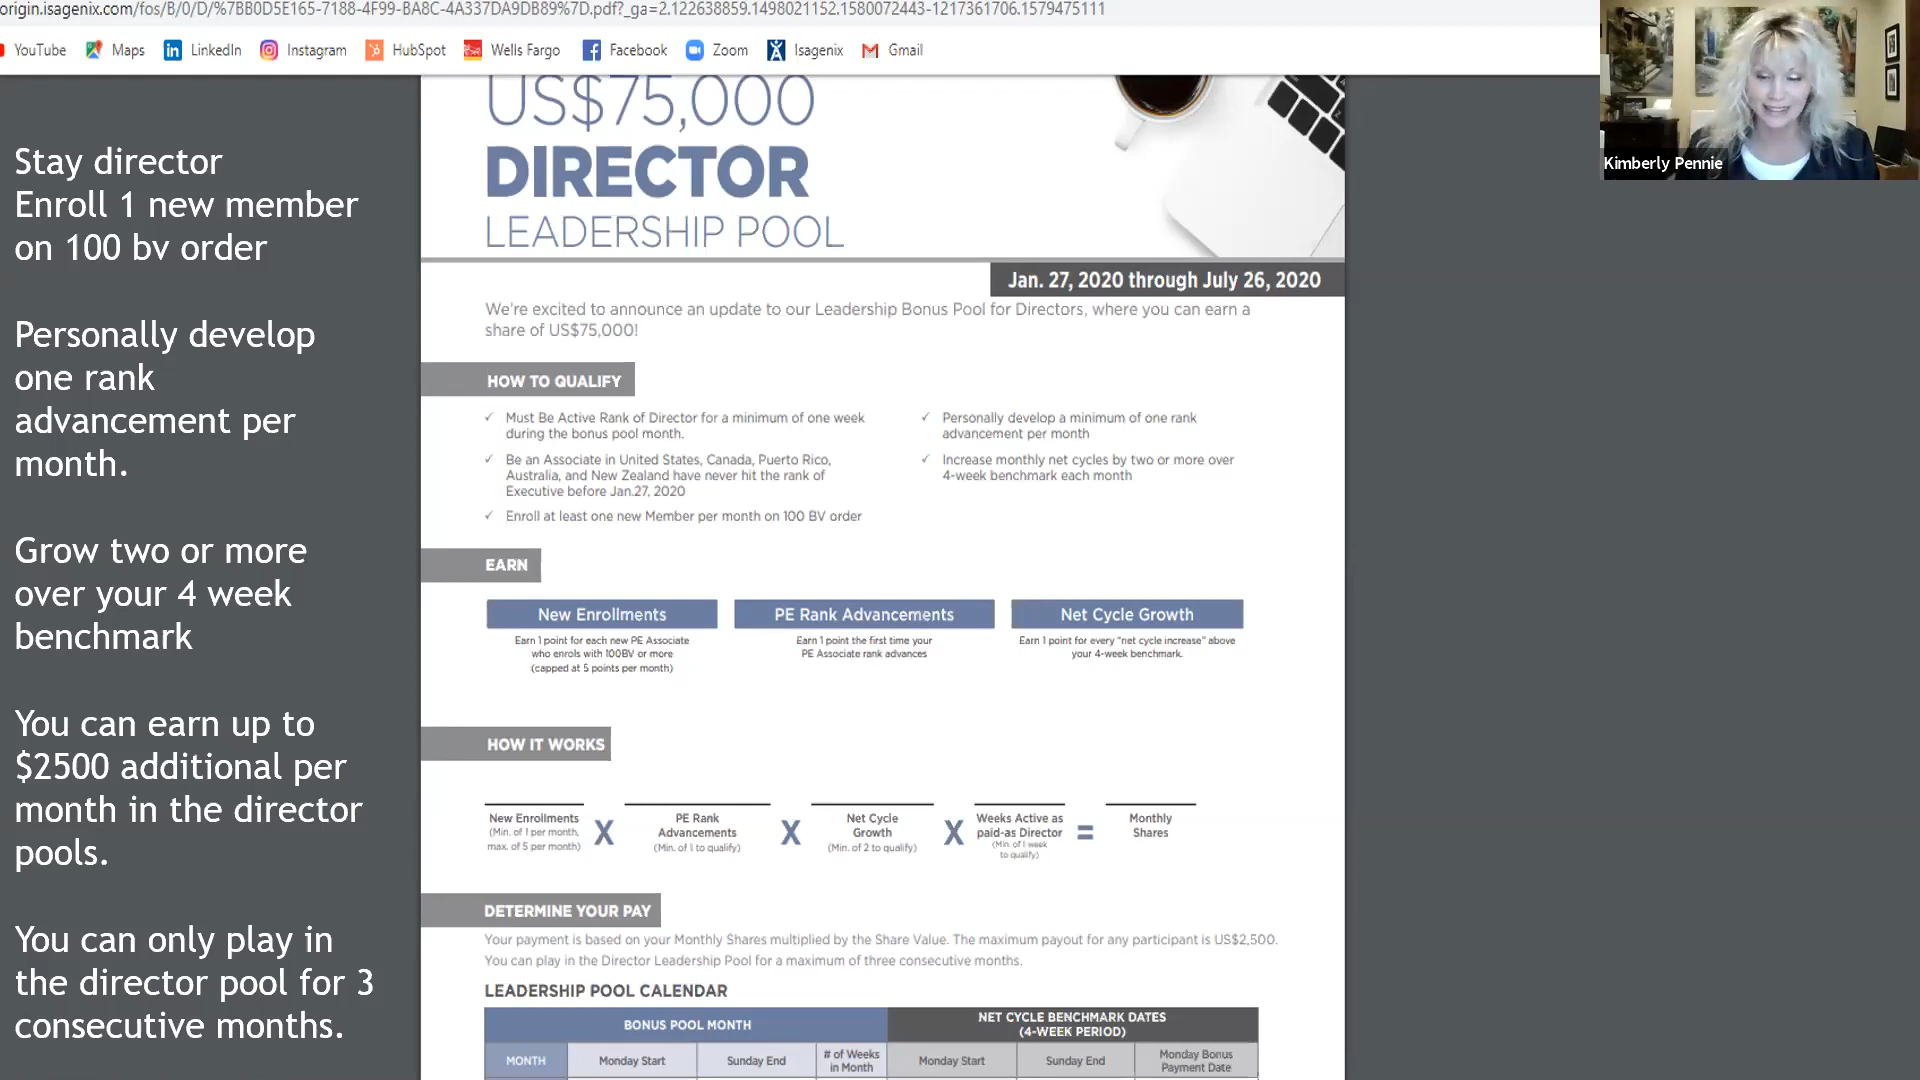 origin.isagenix.com/fos/B/0/D/%7BB0D5E165-7188-4F99-BA8C-4A337DA9DB89%7D.pdf?_ga=2.122638859.1498021152.1580072443-1217361706.1579475111
YouTube Maps LinkedIn Instagram HubSpot Wells Fargo Facebook Zoom Isagenix Gmail
Kimberly Pennie
Stay director
Enroll 1 new member
on 100 bv order
Personally develop
one rank
advancement per
month.
Grow two or more
over your 4 week
benchmark
You can earn up to
$2500 additional per
month in the director
pools.
You can only play in
the director pool for 3
consecutive months.
US$75,000
DIRECTOR
LEADERSHIP POOL
Jan. 27, 2020 through July 26, 2020
We're excited to announce an update to our Leadership Bonus Pool for Directors, where you can earn a
share of US$75,000!
HOW TO QUALIFY
✓ Must Be Active Rank of Director for a minimum of one week
during the bonus pool month.
✓ Be an Associate in United States, Canada, Puerto Rico,
Australia, and New Zealand have never hit the rank of
Executive before Jan.27, 2020
✓ Enroll at least one new Member per month on 100 BV order
✓ Personally develop a minimum of one rank
advancement per month
✓ Increase monthly net cycles by two or more over
4-week benchmark each month
EARN
New Enrollments
Earn 1 point for each new PE Associate
who enrols with 100BV or more
(capped at 5 points per month)
PE Rank Advancements
Earn 1 point the first time your
PE Associate rank advances
Net Cycle Growth
Earn 1 point for every "net cycle increase" above
your 4-week benchmark.
HOW IT WORKS
New Enrollments
(Min. of 1 per month,
max. of 5 per month)
X
PE Rank
Advancements
(Min. of 1 to qualify)
X
Net Cycle
Growth
(Min. of 2 to qualify)
X
Weeks Active as
paid-as Director
(Min. of 1 week
to qualify)
=
Monthly
Shares
DETERMINE YOUR PAY
Your payment is based on your Monthly Shares multiplied by the Share Value. The maximum payout for any participant is US$2,500.
You can play in the Director Leadership Pool for a maximum of three consecutive months.
LEADERSHIP POOL CALENDAR
BONUS POOL MONTH
NET CYCLE BENCHMARK DATES
(4-WEEK PERIOD)
MONTH
Monday Start
Sunday End
# of Weeks
in Month
Monday Start
Sunday End
Monday Bonus
Payment Date